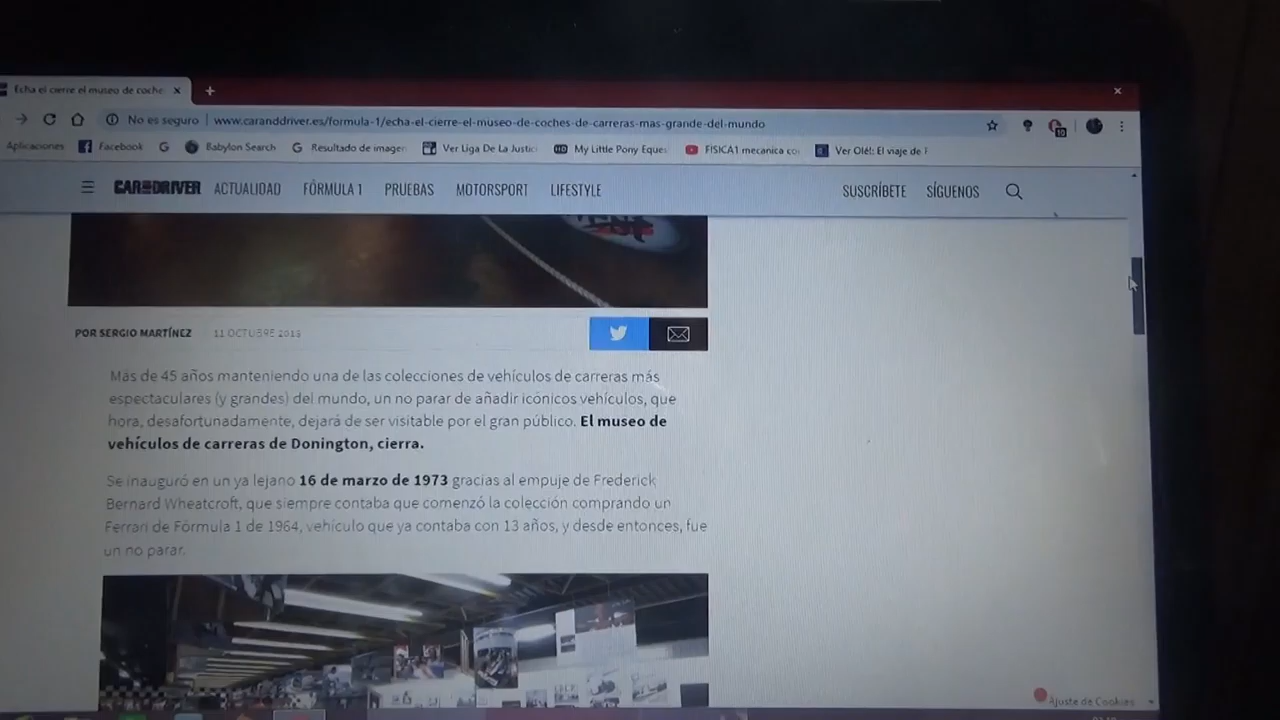 Echa el cierre el museo de coche
No es seguro www.caranddriver.es/formula-1/echa-el-cierre-el-museo-de-coches-de-carreras-mas-grande-del-mundo
Aplicaciones Facebook Babylon Search Resultado de imagen Ver Liga De La Justic My Little Pony Eques FISICA1 mecanica co Ver Olé!: El viaje de F
CAR AND DRIVER ACTUALIDAD FÓRMULA 1 PRUEBAS MOTORSPORT LIFESTYLE SUSCRÍBETE SÍGUENOS
POR SERGIO MARTÍNEZ 11 OCTUBRE 2018
Más de 45 años manteniendo una de las colecciones de vehículos de carreras más
espectaculares (y grandes) del mundo, un no parar de añadir icónicos vehículos, que
hora, desafortunadamente, dejará de ser visitable por el gran público. El museo de
vehículos de carreras de Donington, cierra.
Se inauguró en un ya lejano 16 de marzo de 1973 gracias al empuje de Frederick
Bernard Wheatcroft, que siempre contaba que comenzó la colección comprando un
Ferrari de Fórmula 1 de 1964, vehículo que ya contaba con 13 años, y desde entonces, fue
un no parar.
Ajuste de Cookies